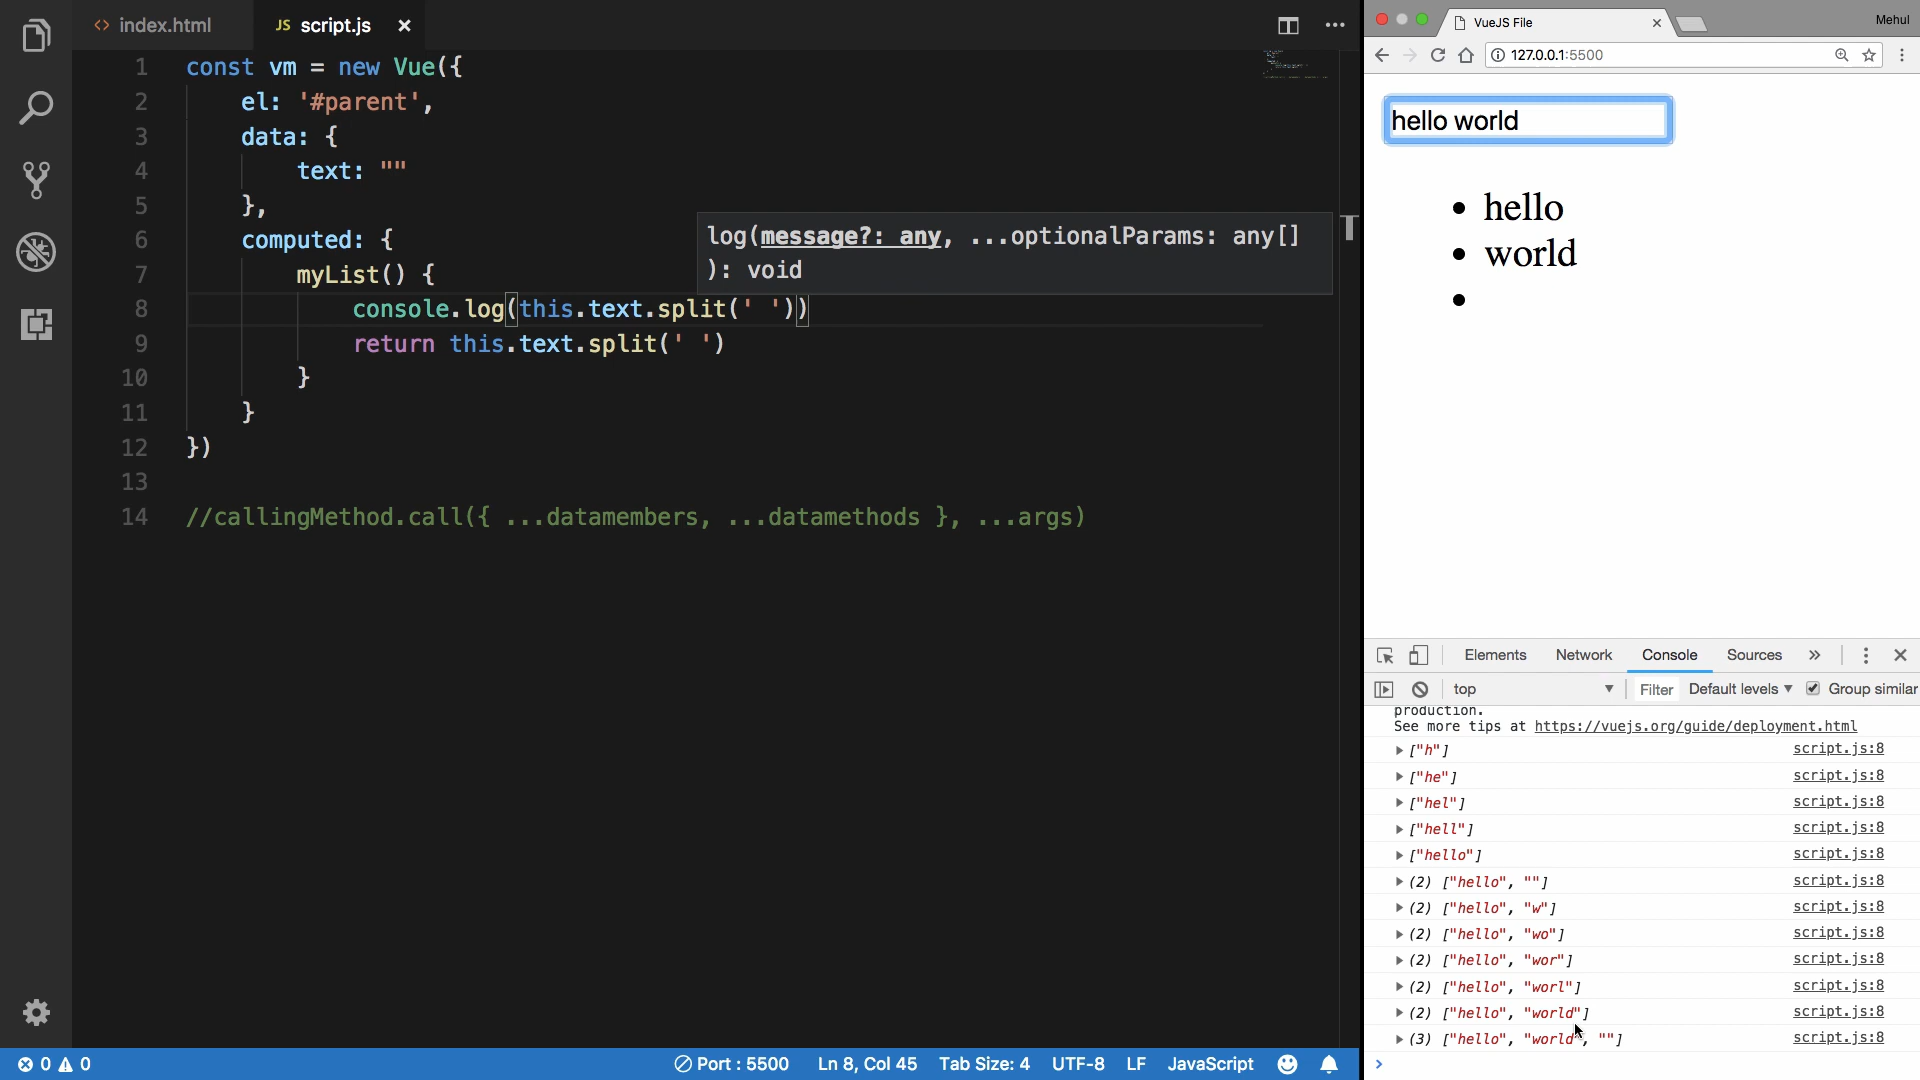 index.html
JS script.js
1 const vm = new Vue({
2 el: '#parent',
3 data: {
4 text: ""
5 },
6 computed: {
7 myList() {
8 console.log(this.text.split(' '))
9 return this.text.split(' ')
10 }
11 }
12 })
13
14 //callingMethod.call({ ...datamembers, ...datamethods }, ...args)
log(message?: any, ...optionalParams: any[]
): void
0 0
Port : 5500 Ln 8, Col 45 Tab Size: 4 UTF-8 LF JavaScript
VueJS File
Mehul
127.0.0.1:5500
hello world
• hello
• world
•
Elements Network Console Sources »
top Filter Default levels Group similar
production.
See more tips at https://vuejs.org/guide/deployment.html
["h"] script.js:8
["he"] script.js:8
["hel"] script.js:8
["hell"] script.js:8
["hello"] script.js:8
(2) ["hello", ""] script.js:8
(2) ["hello", "w"] script.js:8
(2) ["hello", "wo"] script.js:8
(2) ["hello", "wor"] script.js:8
(2) ["hello", "worl"] script.js:8
(2) ["hello", "world"] script.js:8
(3) ["hello", "world", ""] script.js:8